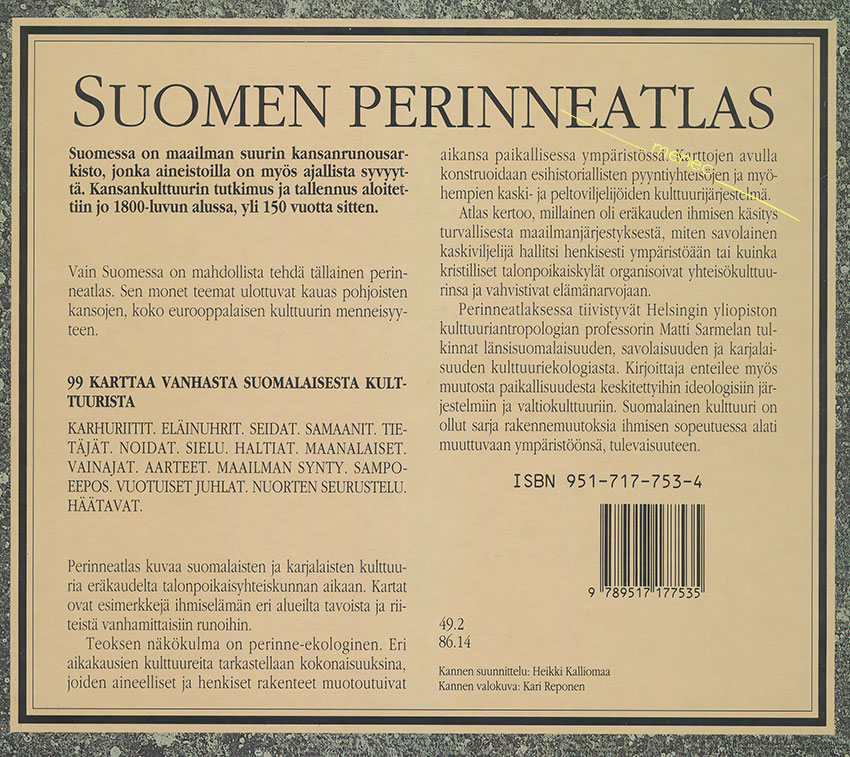 SUOMEN PERINNEATLAS
Suomessa on maailman suurin kansanrunousar-
kisto, jonka aineistoilla on myös ajallista syvyyt-
tä. Kansankulttuurin tutkimus ja tallennus aloitet-
tiin jo 1800-luvun alussa, yli 150 vuotta sitten.
Vain Suomessa on mahdollista tehdä tällainen perin-
neatlas. Sen monet teemat ulottuvat kauas pohjoisten
kansojen, koko eurooppalaisen kulttuurin menneisyy-
teen.
99 KARTTAA VANHASTA SUOMALAISESTA KULT-
TUURISTA
KARHURIITIT. ELÄINUHRIT. SEIDAT. SAMAANIT. TIE-
TÄJÄT. NOIDAT. SIELU. HALTIAT. MAANALAISET.
VAINAJAT. AARTEET. MAAILMAN SYNTY. SAMPO-
EEPOS. VUOTUISET JUHLAT. NUORTEN SEURUSTELU.
HÄÄTAVAT.
Perinneatlas kuvaa suomalaisten ja karjalaisten kulttuu-
ria eräkaudelta talonpoikaisyhteiskunnan aikaan. Kartat
ovat esimerkkejä ihmiselämän eri alueilta tavoista ja rii-
teistä vanhamittaisiin runoihin.
Teoksen näkökulma on perinne-ekologinen. Eri
aikakausien kulttuureita tarkastellaan kokonaisuuksina,
joiden aineelliset ja henkiset rakenteet muotoutuivat
aikansa paikallisessa ympäristössä. Karttojen avulla
konstruoidaan esihistoriallisten pyyntiyhteisöjen ja myö-
hempien kaski- ja peltoviljelijöiden kulttuurijärjestelmä.
Atlas kertoo, millainen oli eräkauden ihmisen käsitys
turvallisesta maailmanjärjestyksestä, miten savolainen
kaskiviljelijä hallitsi henkisesti ympäristöään tai kuinka
kristilliset talonpoikaiskylät organisoivat yhteisökulttuu-
rinsa ja vahvistivat elämänarvojaan.
Perinneatlaksessa tiivistyvät Helsingin yliopiston
kulttuuriantropologian professorin Matti Sarmelan tul-
kinnat länsisuomalaisuuden, savolaisuuden ja karjalai-
suuden kulttuuriekologiasta. Kirjoittaja enteilee myös
muutosta paikallisuudesta keskitettyihin ideologisiin jär-
jestelmiin ja valtiokulttuuriin. Suomalainen kulttuuri on
ollut sarja rakennemuutoksia ihmisen sopeutuessa alati
muuttuvaan ympäristöönsä, tulevaisuuteen.
ISBN 951-717-753-4
9 789517 177535
49.2
86.14
Kannen suunnittelu: Heikki Kalliomaa
Kannen valokuva: Kari Reponen